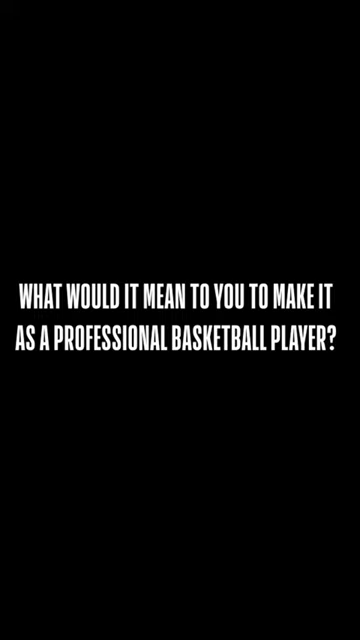 WHAT WOULD IT MEAN TO YOU TO MAKE IT
AS A PROFESSIONAL BASKETBALL PLAYER?